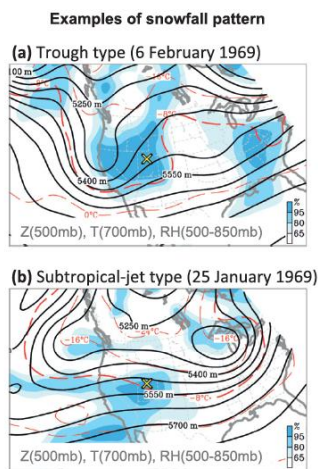 Examples of snowfall pattern
(a) Trough type (6 February 1969)
5250 m
-8°C
5400 m
5550 m
0°C
Z(500mb), T(700mb), RH(500-850mb)
%
95
80
65
(b) Subtropical-jet type (25 January 1969)
5250 m
-16°C
-16°C
5400 m
5550 m
-8°C
5700 m
Z(500mb), T(700mb), RH(500-850mb)
%
95
80
65